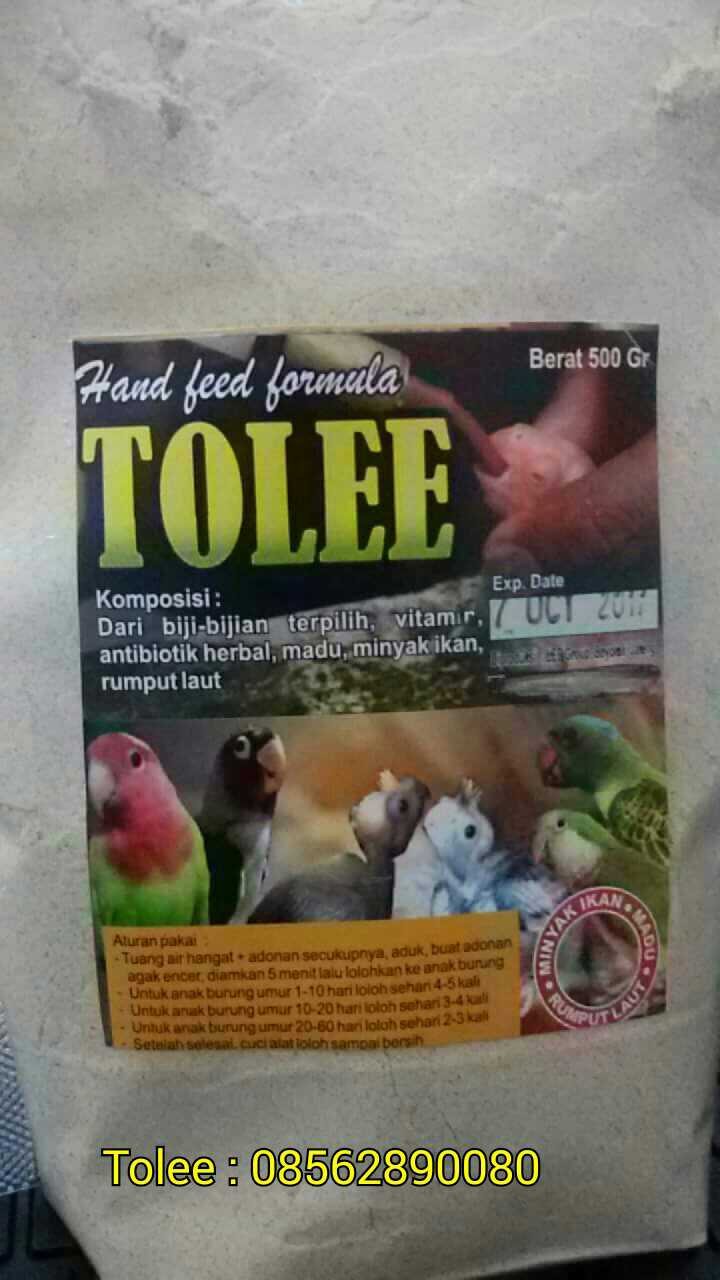 Hand feed formula
Berat 500 Gr
TOLEE
Komposisi :
Dari biji-bijian terpilih, vitamin,
antibiotik herbal, madu, minyak ikan,
rumput laut
Exp. Date
7 OCT 2017
Aturan pakai :
- Tuang air hangat + adonan secukupnya, aduk, buat adonan
agak encer, diamkan 5 menit lalu lolohkan ke anak burung
- Untuk anak burung umur 1-10 hari loloh sehari 4-5 kali
- Untuk anak burung umur 10-20 hari loloh sehari 3-4 kali
- Untuk anak burung umur 20-60 hari loloh sehari 2-3 kali
- Setelah selesai, cuci alat loloh sampai bersih
MINYAK IKAN • MADU • RUMPUT LAUT •
Tolee : 08562890080